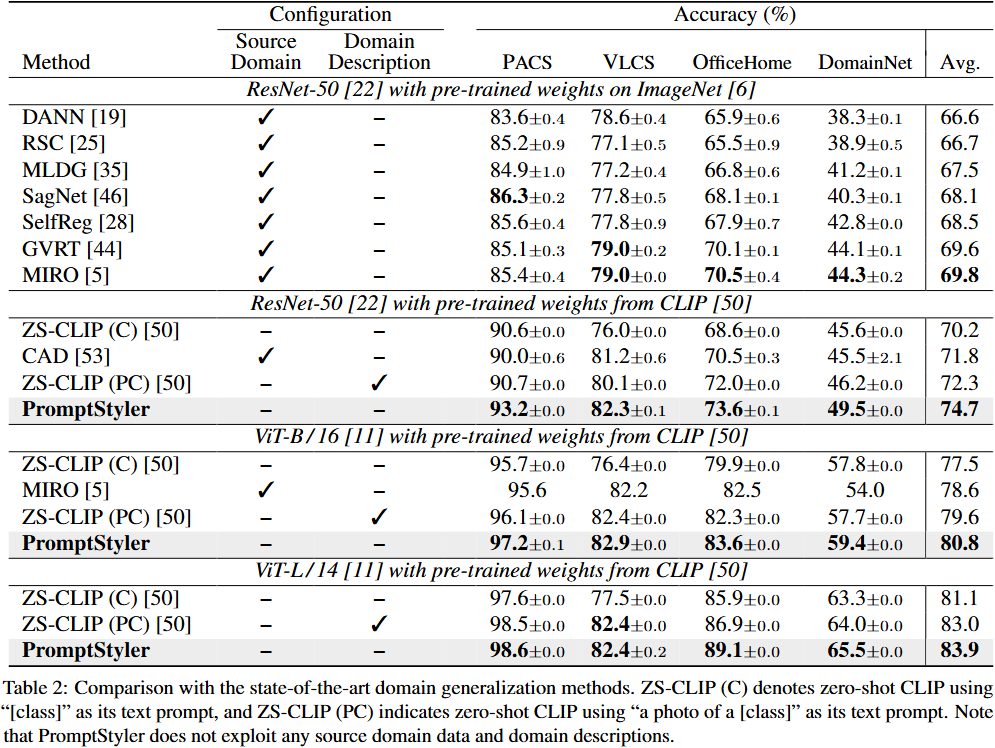 Configuration Accuracy (%)
Source Domain
Method Domain Description PACS VLCS OfficeHome DomainNet Avg.
ResNet-50 [22] with pre-trained weights on ImageNet [6]
DANN [19] ✓ – 83.6±0.4 78.6±0.4 65.9±0.6 38.3±0.1 66.6
RSC [25] ✓ – 85.2±0.9 77.1±0.5 65.5±0.9 38.9±0.5 66.7
MLDG [35] ✓ – 84.9±1.0 77.2±0.4 66.8±0.6 41.2±0.1 67.5
SagNet [46] ✓ – 86.3±0.2 77.8±0.5 68.1±0.1 40.3±0.1 68.1
SelfReg [28] ✓ – 85.6±0.4 77.8±0.9 67.9±0.7 42.8±0.0 68.5
GVRT [44] ✓ – 85.1±0.3 79.0±0.2 70.1±0.1 44.1±0.1 69.6
MIRO [5] ✓ – 85.4±0.4 79.0±0.0 70.5±0.4 44.3±0.2 69.8
ResNet-50 [22] with pre-trained weights from CLIP [50]
ZS-CLIP (C) [50] – – 90.6±0.0 76.0±0.0 68.6±0.0 45.6±0.0 70.2
CAD [53] ✓ – 90.0±0.6 81.2±0.6 70.5±0.3 45.5±2.1 71.8
ZS-CLIP (PC) [50] – ✓ 90.7±0.0 80.1±0.0 72.0±0.0 46.2±0.0 72.3
PromptStyler – – 93.2±0.0 82.3±0.1 73.6±0.1 49.5±0.0 74.7
ViT-B / 16 [11] with pre-trained weights from CLIP [50]
ZS-CLIP (C) [50] – – 95.7±0.0 76.4±0.0 79.9±0.0 57.8±0.0 77.5
MIRO [5] ✓ – 95.6 82.2 82.5 54.0 78.6
ZS-CLIP (PC) [50] – ✓ 96.1±0.0 82.4±0.0 82.3±0.0 57.7±0.0 79.6
PromptStyler – – 97.2±0.1 82.9±0.0 83.6±0.0 59.4±0.0 80.8
ViT-L / 14 [11] with pre-trained weights from CLIP [50]
ZS-CLIP (C) [50] – – 97.6±0.0 77.5±0.0 85.9±0.0 63.3±0.0 81.1
ZS-CLIP (PC) [50] – ✓ 98.5±0.0 82.4±0.0 86.9±0.0 64.0±0.0 83.0
PromptStyler – – 98.6±0.0 82.4±0.2 89.1±0.0 65.5±0.0 83.9
Table 2: Comparison with the state-of-the-art domain generalization methods. ZS-CLIP (C) denotes zero-shot CLIP using
“[class]” as its text prompt, and ZS-CLIP (PC) indicates zero-shot CLIP using “a photo of a [class]” as its text prompt. Note
that PromptStyler does not exploit any source domain data and domain descriptions.